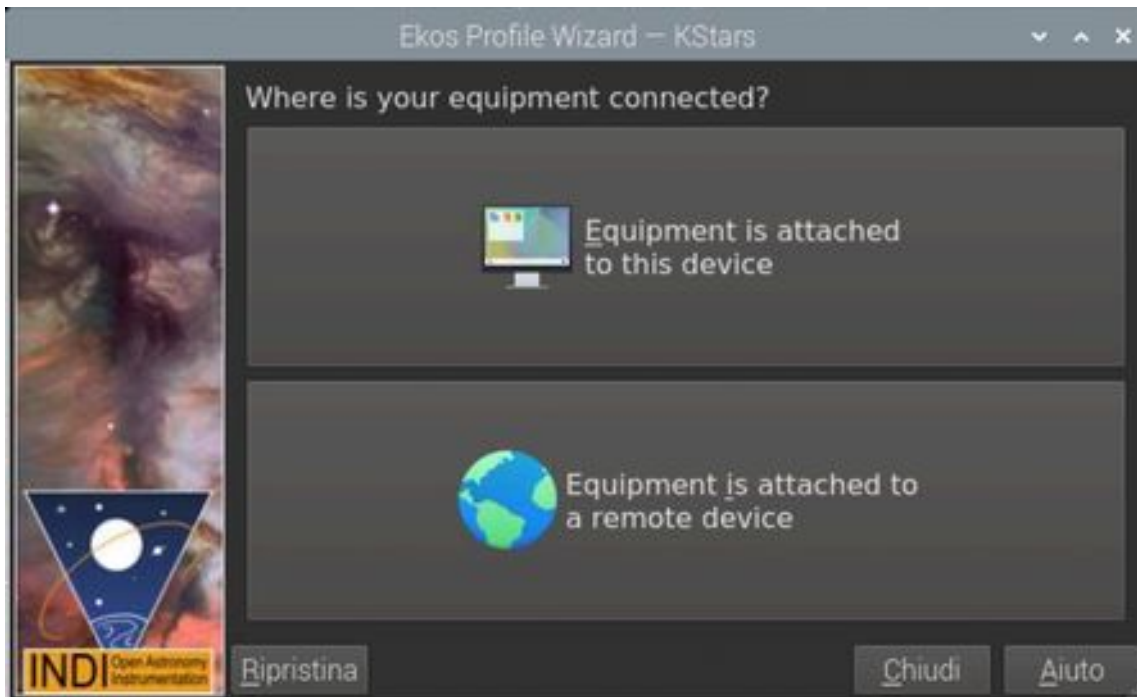 Ekos Profile Wizard — KStars
Where is your equipment connected?
Equipment is attached
to this device
Equipment is attached to
a remote device
INDI
Open Astronomy
Instrumentation
Ripristina
Chiudi
Aiuto